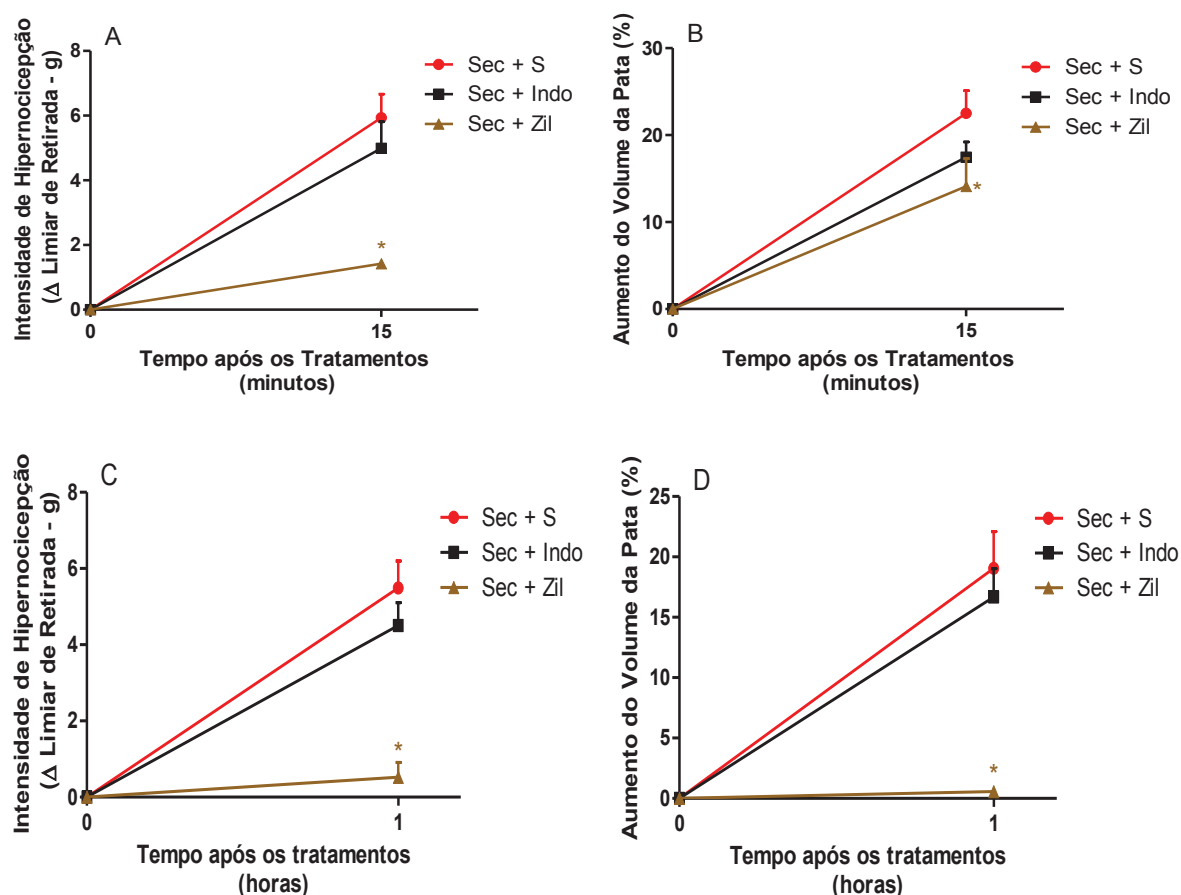 A
Intensidade de Hipernocicepção
(Δ Limiar de Retirada - g)
8
6
4
2
0
0
15
Tempo após os Tratamentos
(minutos)
Sec + S
Sec + Indo
Sec + Zil
*
B
Aumento do Volume da Pata (%)
30
20
10
0
0
15
Tempo após os Tratamentos
(minutos)
Sec + S
Sec + Indo
Sec + Zil
*
C
Intensidade de Hipernocicepção
(Δ Limiar de Retirada - g)
8
6
4
2
0
0
1
Tempo após os tratamentos
(horas)
Sec + S
Sec + Indo
Sec + Zil
*
D
Aumento do Volume da Pata (%)
25
20
15
10
5
0
0
1
Tempo após os tratamentos
(horas)
Sec + S
Sec + Indo
Sec + Zil
*